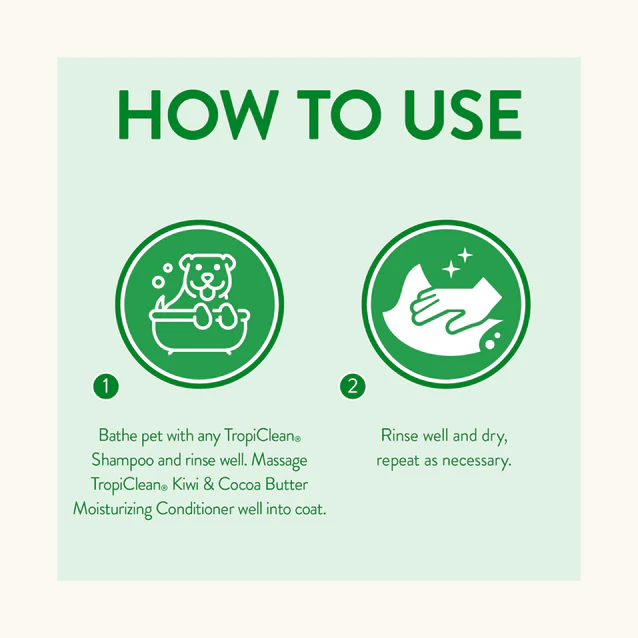 HOW TO USE
1
Bathe pet with any TropiClean®
Shampoo and rinse well. Massage
TropiClean® Kiwi & Cocoa Butter
Moisturizing Conditioner well into coat.
2
Rinse well and dry,
repeat as necessary.